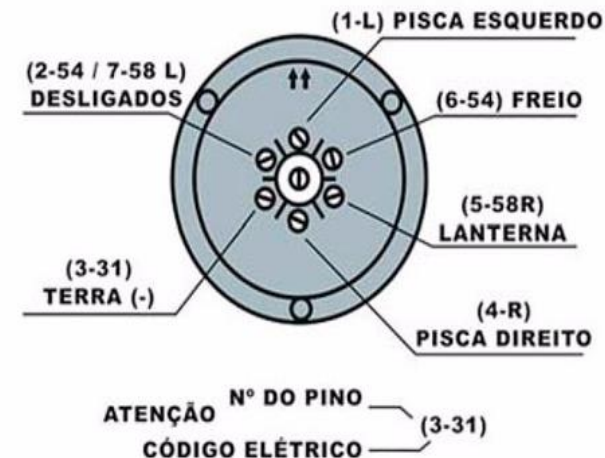 (1-L) PISCA ESQUERDO
(2-54 / 7-58 L)
DESLIGADOS
(6-54) FREIO
(5-58R)
LANTERNA
(3-31)
TERRA (-)
(4-R)
PISCA DIREITO
ATENÇÃO
Nº DO PINO
CÓDIGO ELÉTRICO
(3-31)